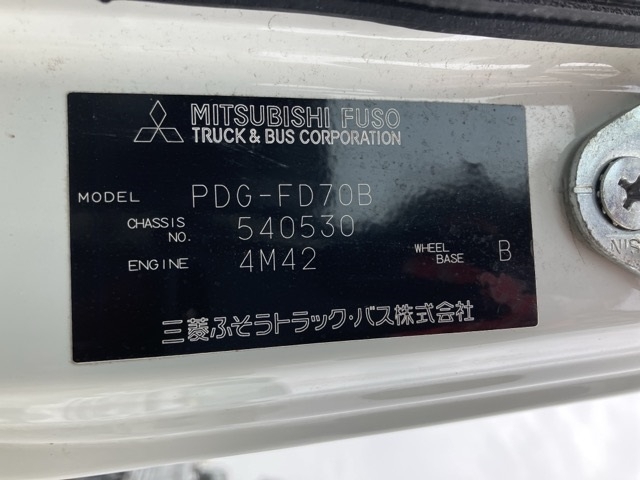 MITSUBISHI FUSO
TRUCK & BUS CORPORATION
MODEL PDG-FD70B
CHASSIS NO. 540530
ENGINE 4M42 WHEEL BASE B
三菱ふそうトラック・バス株式会社